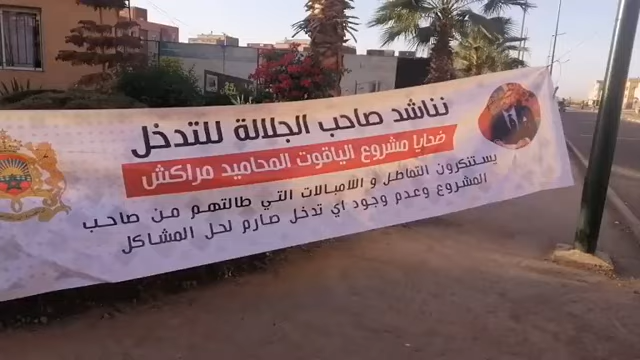 نناشد صاحب الجلالة للتدخل
ضحايا مشروع الياقوت المحاميد مراكش
يستنكرون التماطل و اللامبالات التي طالتهم من صاحب
المشروع وعدم وجود اي تدخل صارم لحل المشاكل